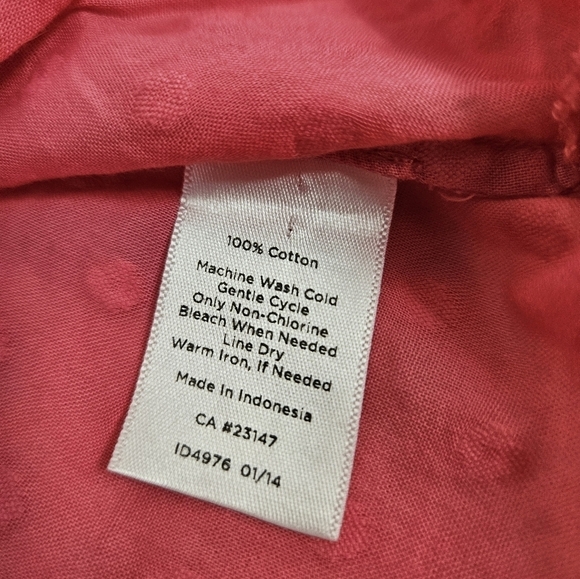 100% Cotton
Machine Wash Cold
Gentle Cycle
Only Non-Chlorine
Bleach When Needed
Line Dry
Warm Iron, If Needed
Made In Indonesia
CA #23147
ID4976 01/14